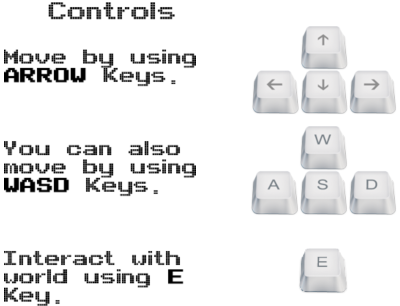 Controls
Move by using
ARROW Keys.
↑
← ↓ →
You can also
move by using
WASD Keys.
W
A S D
Interact with
world using E
Key.
E